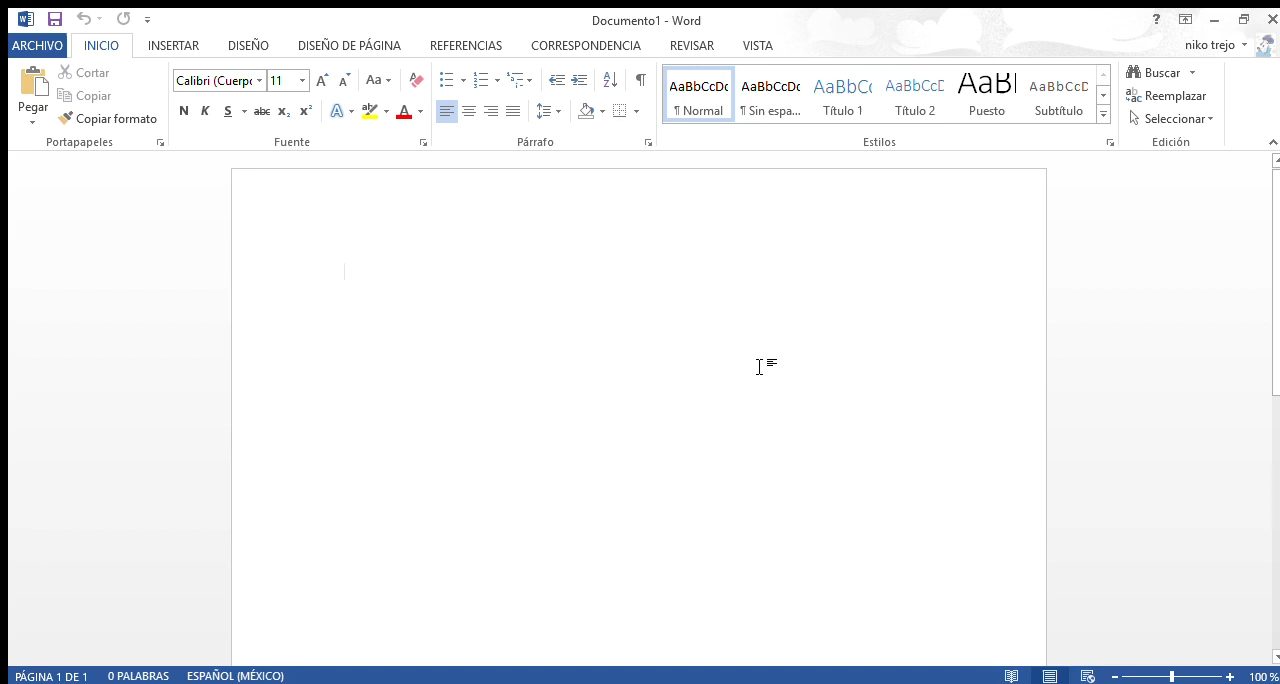 Documento1 - Word
ARCHIVO INICIO INSERTAR DISEÑO DISEÑO DE PÁGINA REFERENCIAS CORRESPONDENCIA REVISAR VISTA niko trejo
Pegar
Cortar
Copiar
Copiar formato
Portapapeles
Calibri (Cuerpo 11
Aa
N K S abc x₂ x² A ab A
Fuente
Párrafo
AaBbCcDc AaBbCcDc AaBbCc AaBbCcD AaB AaBbCcD
¶ Normal ¶ Sin espa... Título 1 Título 2 Puesto Subtítulo
Estilos
Buscar
Reemplazar
Seleccionar
Edición
PÁGINA 1 DE 1 0 PALABRAS ESPAÑOL (MÉXICO) 100 %